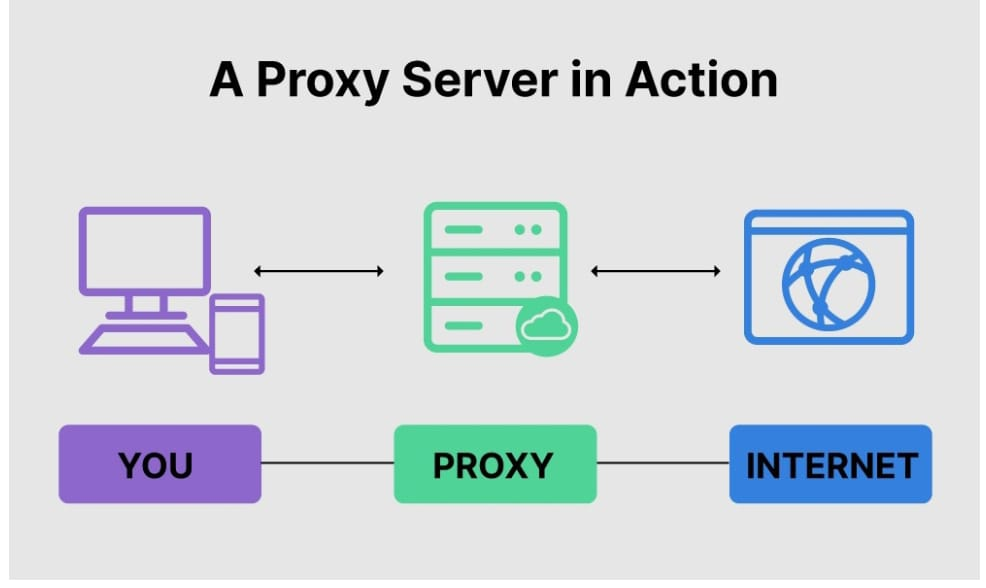 A Proxy Server in Action
YOU
PROXY
INTERNET